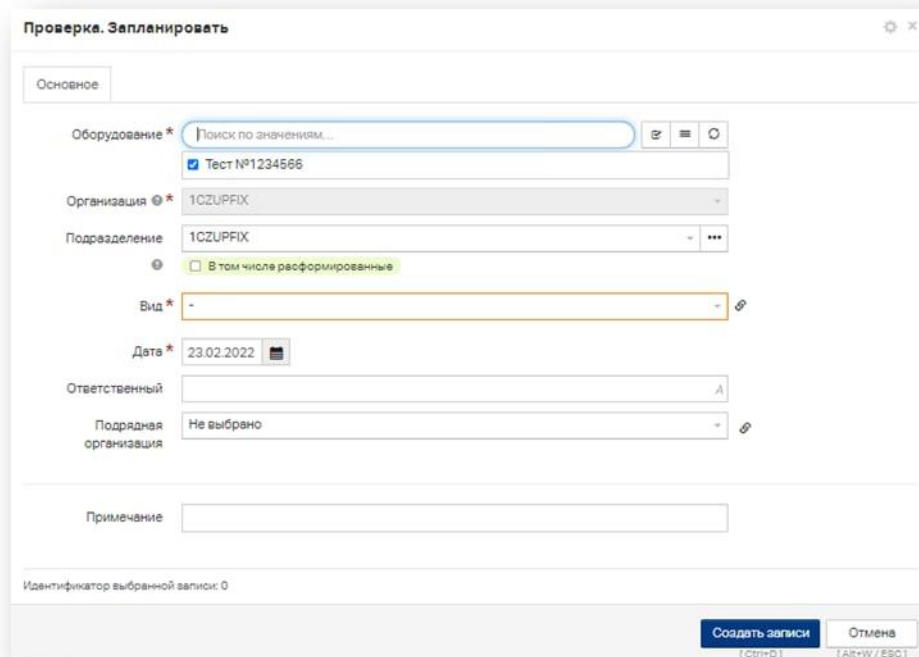 Проверка. Запланировать
Основное
Оборудование *
Поиск по значениям...
Тест №1234566
Организация * 1CZUPFIX
Подразделение 1CZUPFIX
В том числе расформированные
Вид * -
Дата * 23.02.2022
Ответственный
Подрядная организация
Не выбрано
Примечание
Идентификатор выбранной записи: 0
Создать записи Отмена
[Ctrl+D] [Alt+W / ESC]